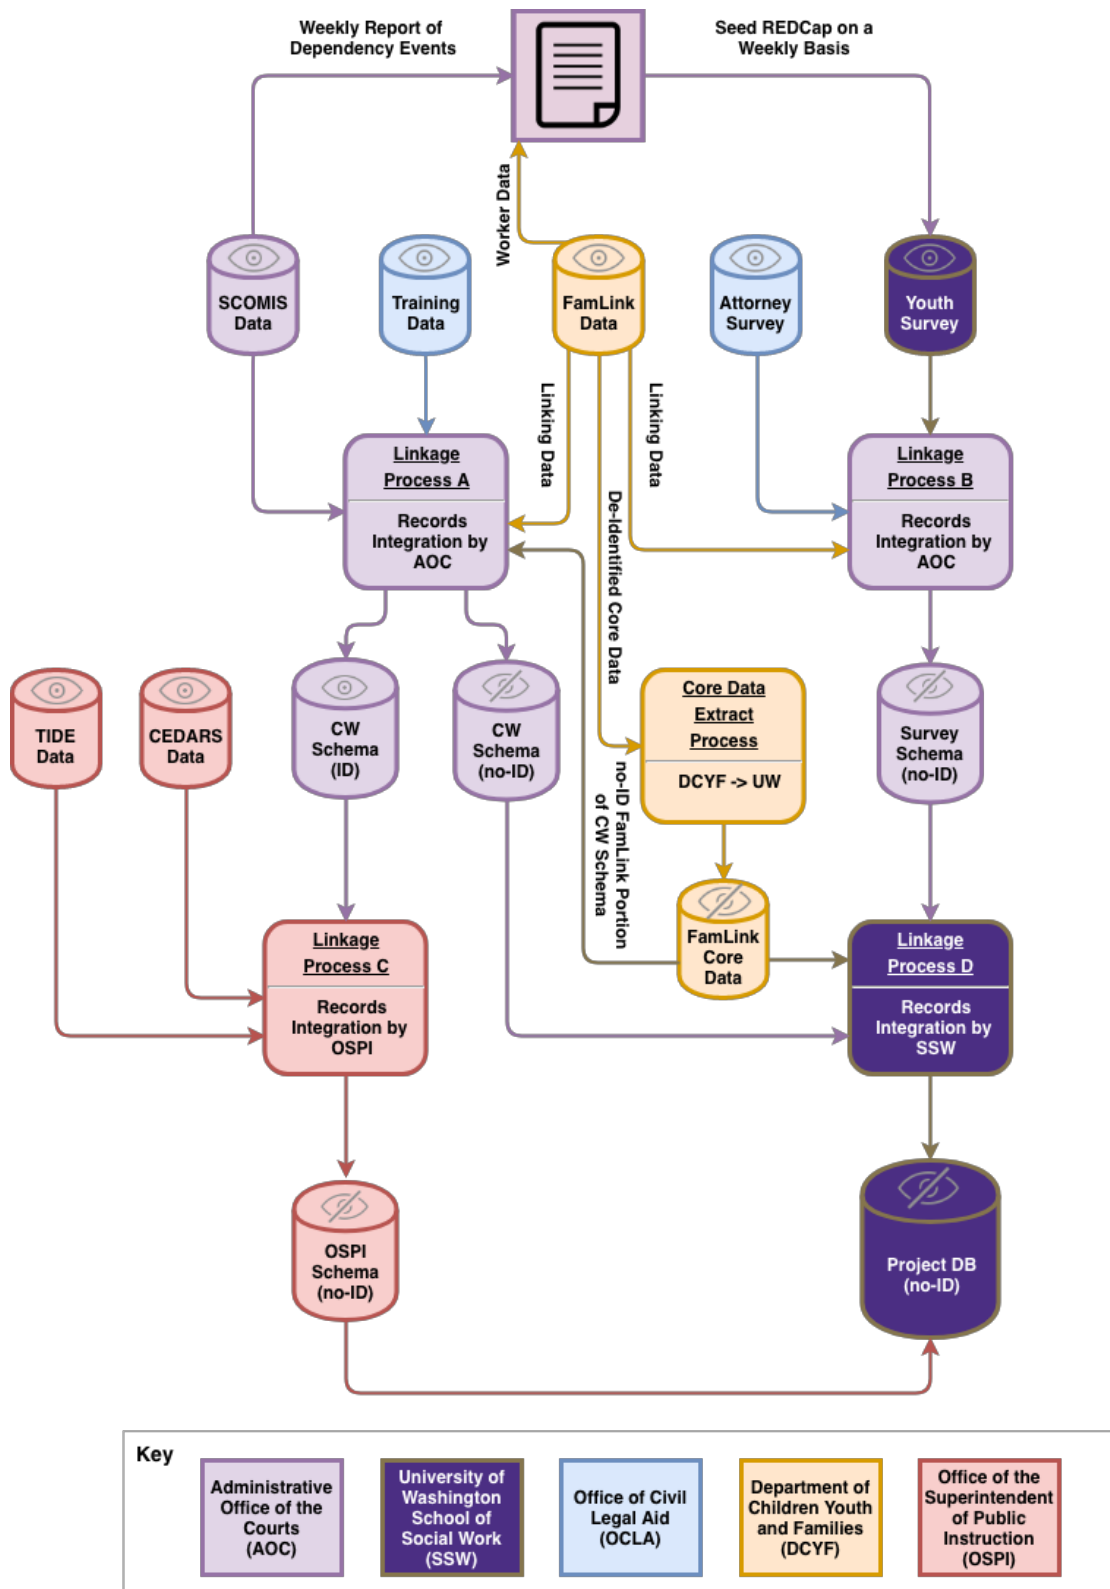 Weekly Report of
Dependency Events
Seed REDCap on a
Weekly Basis
Worker Data
SCOMIS
Data
Training
Data
FamLink
Data
Attorney
Survey
Youth
Survey
Linking Data
Linking Data
De-Identified Core Data
Linkage
Process A
Records
Integration by
AOC
Linkage
Process B
Records
Integration by
AOC
TIDE
Data
CEDARS
Data
CW
Schema
(ID)
CW
Schema
(no-ID)
no-ID FamLink Portion
of CW Schema
Core Data
Extract
Process
DCYF -> UW
Survey
Schema
(no-ID)
FamLink
Core
Data
Linkage
Process C
Records
Integration by
OSPI
Linkage
Process D
Records
Integration by
SSW
OSPI
Schema
(no-ID)
Project DB
(no-ID)
Key
Administrative
Office of the
Courts
(AOC)
University of
Washington
School of
Social Work
(SSW)
Office of Civil
Legal Aid
(OCLA)
Department of
Children Youth
and Families
(DCYF)
Office of the
Superintendent
of Public
Instruction
(OSPI)